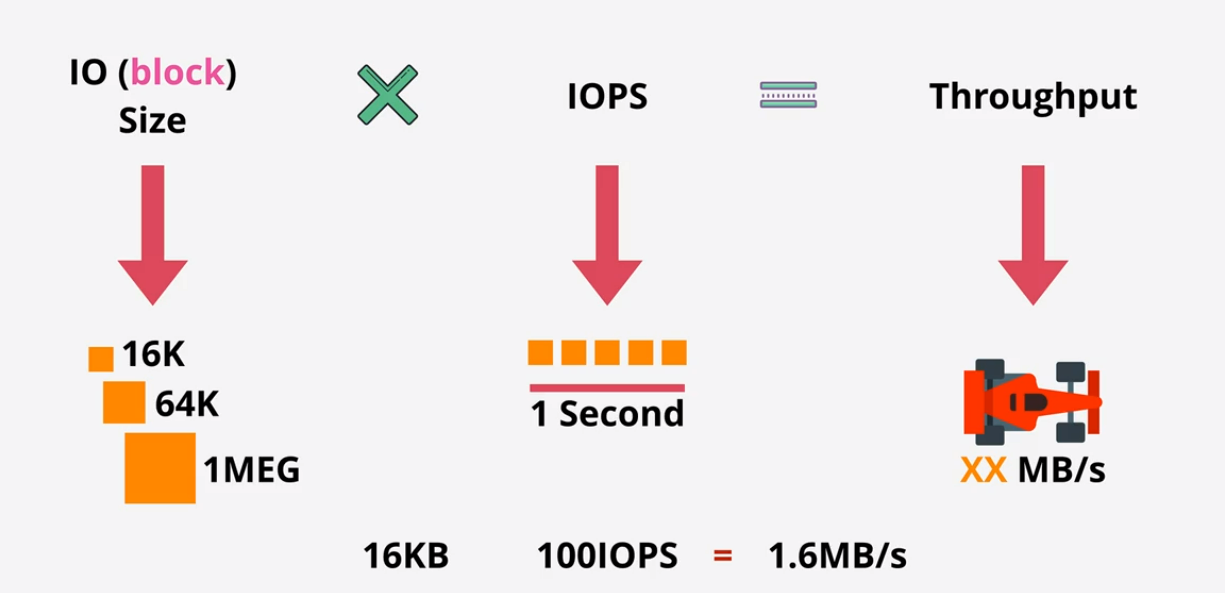 IO (block)
Size
IOPS
Throughput
16K
64K
1MEG
1 Second
XX MB/s
16KB 100IOPS = 1.6MB/s